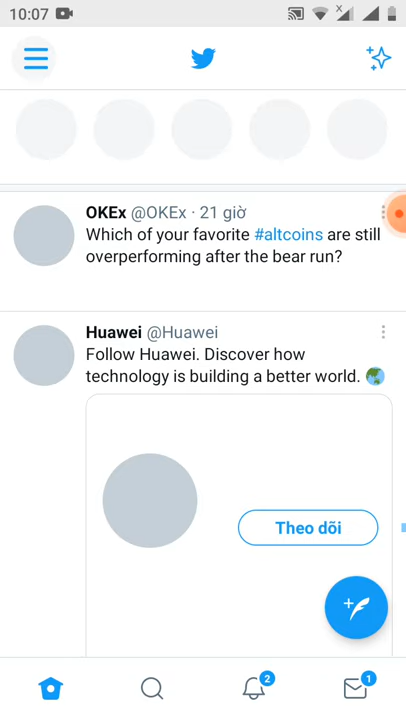 10:07
x
OKEx @OKEx · 21 giờ
Which of your favorite #altcoins are still
overperforming after the bear run?
Huawei @Huawei
Follow Huawei. Discover how
technology is building a better world. 🌏
Theo dõi
2
1